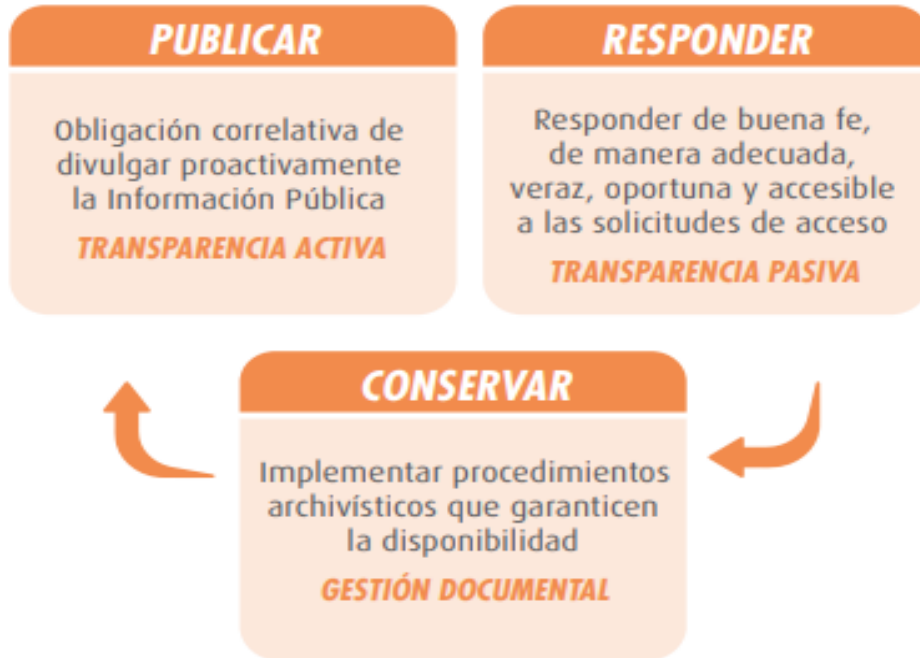 PUBLICAR
Obligación correlativa de
divulgar proactivamente
la Información Pública
TRANSPARENCIA ACTIVA
RESPONDER
Responder de buena fe,
de manera adecuada,
veraz, oportuna y accesible
a las solicitudes de acceso
TRANSPARENCIA PASIVA
CONSERVAR
Implementar procedimientos
archivísticos que garanticen
la disponibilidad
GESTIÓN DOCUMENTAL